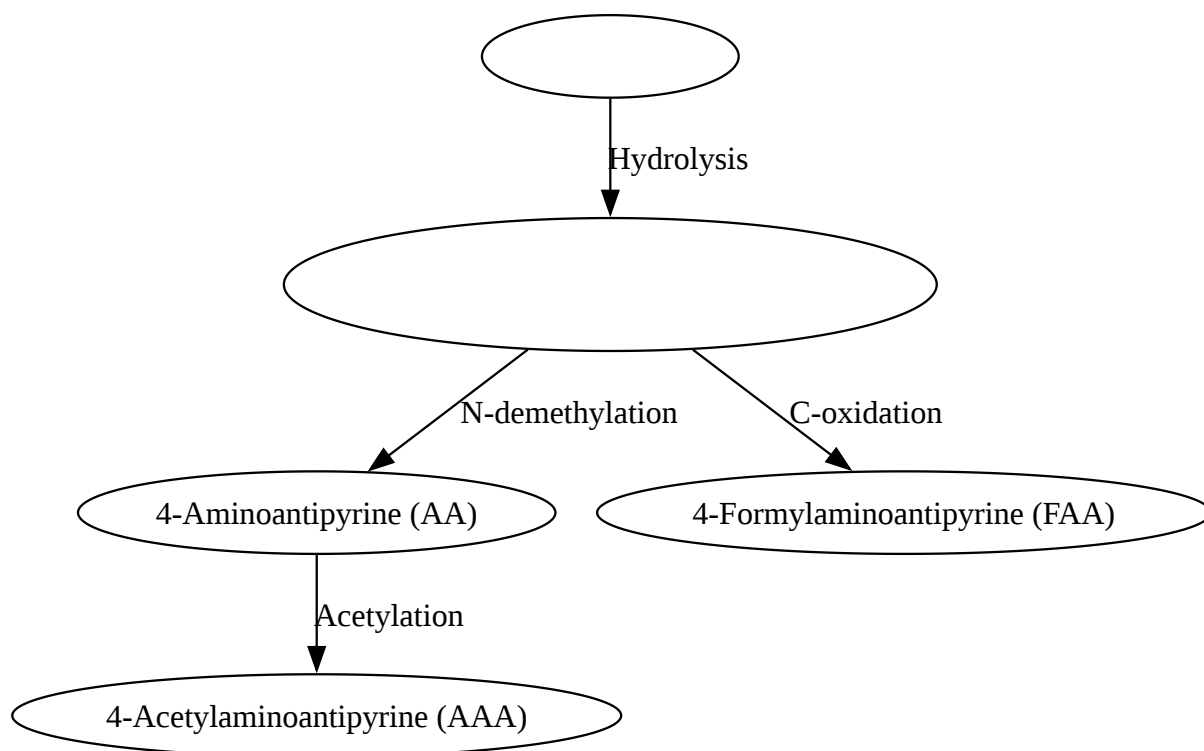 Hydrolysis
N-demethylation
C-oxidation
4-Aminoantipyrine (AA)
4-Formylaminoantipyrine (FAA)
Acetylation
4-Acetylaminoantipyrine (AAA)